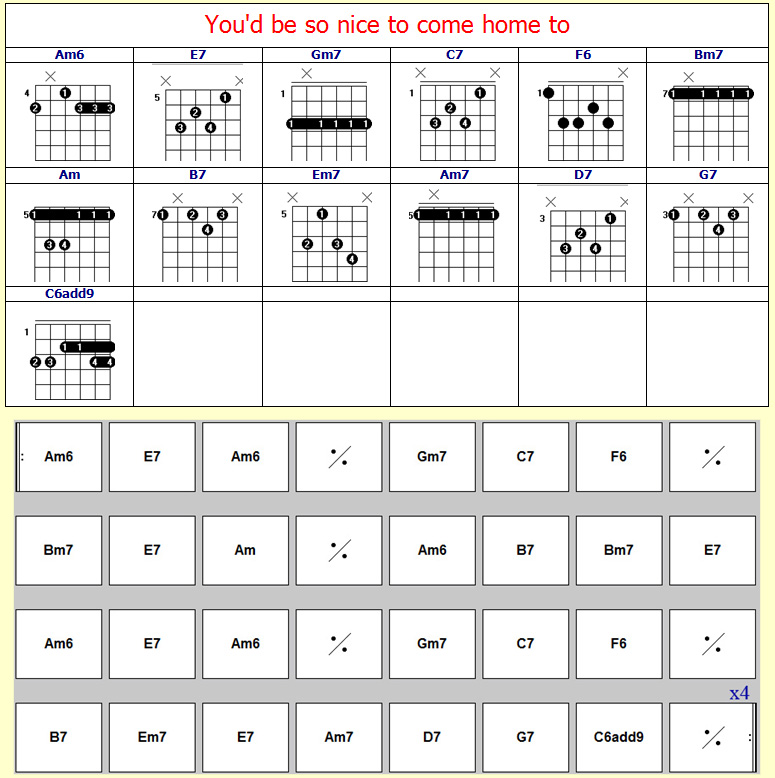 You'd be so nice to come home to
Am6 E7 Gm7 C7 F6 Bm7
× × × × × × × ×
4 1 2 3 3 3
5 1 2 3 4
1 1 1 1 1 1
1 1 2 3 4
1
7 1 1 1 1 1
Am B7 Em7 Am7 D7 G7
× × × × × × × × ×
5 1 1 1 1 3 4
7 1 2 3 4
5 1 2 3 4
5 1 1 1 1 1
3 1 2 3 4
3 1 2 3 4
C6add9
1 1 1 2 3 4 4
: Am6 E7 Am6 ٪ Gm7 C7 F6 ٪
Bm7 E7 Am ٪ Am6 B7 Bm7 E7
Am6 E7 Am6 ٪ Gm7 C7 F6 ٪
x4
B7 Em7 E7 Am7 D7 G7 C6add9 ٪ :